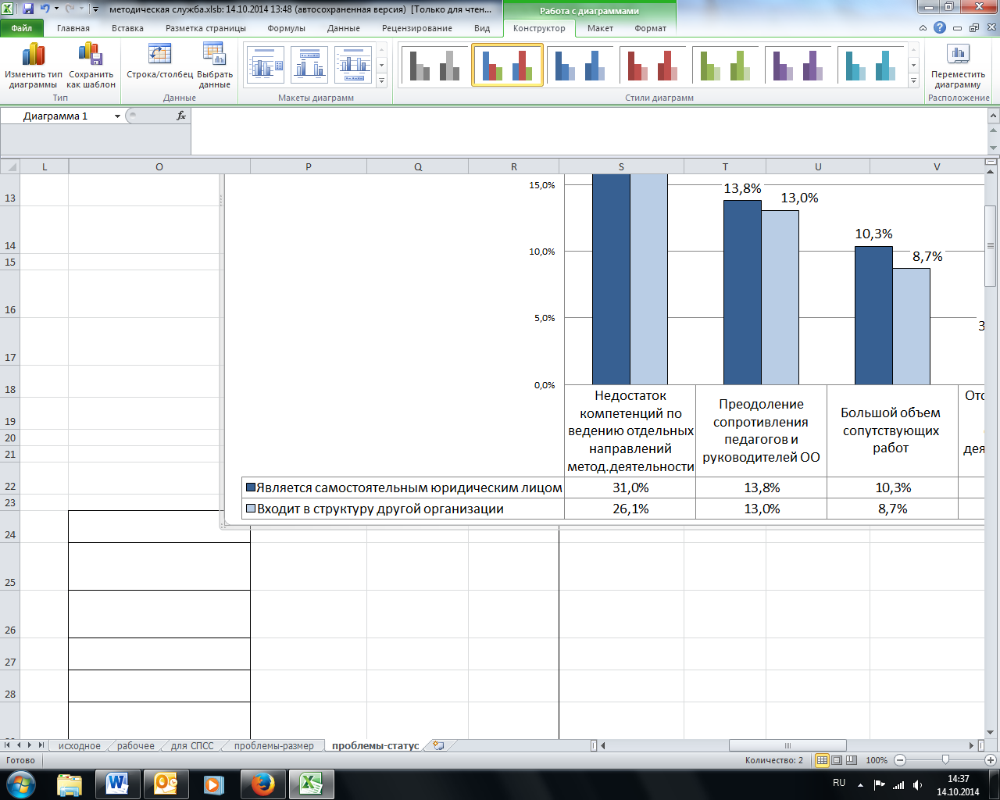 методическая служба.xlsb: 14.10.2014 13:48 (автосохраненная версия) [Только для чтен...
Работа с диаграммами
Файл
Главная
Вставка
Разметка страницы
Формулы
Данные
Рецензирование
Вид
Конструктор
Макет
Формат
Изменить тип
диаграммы
Сохранить
как шаблон
Строка/столбец
Выбрать
данные
Переместить
диаграмму
Тип
Данные
Макеты диаграмм
Стили диаграмм
Расположение
Диаграмма 1
fx
L
O
P
Q
R
S
T
U
V
13
14
15
16
17
18
19
20
21
22
23
24
25
26
27
28
15,0%
10,0%
5,0%
0,0%
13,8%
13,0%
10,3%
8,7%
3
Недостаток
компетенций по
ведению отдельных
направлений
метод.деятельности
Преодоление
сопротивления
педагогов и
руководителей ОО
Большой объем
сопутствующих
работ
Отс
дея
Является самостоятельным юридическим лицом
31,0%
13,8%
10,3%
Входит в структуру другой организации
26,1%
13,0%
8,7%
исходное
рабочее
для СПСС
проблемы-размер
проблемы-статус
Готово
Количество: 2
100%
RU
14:37
14.10.2014